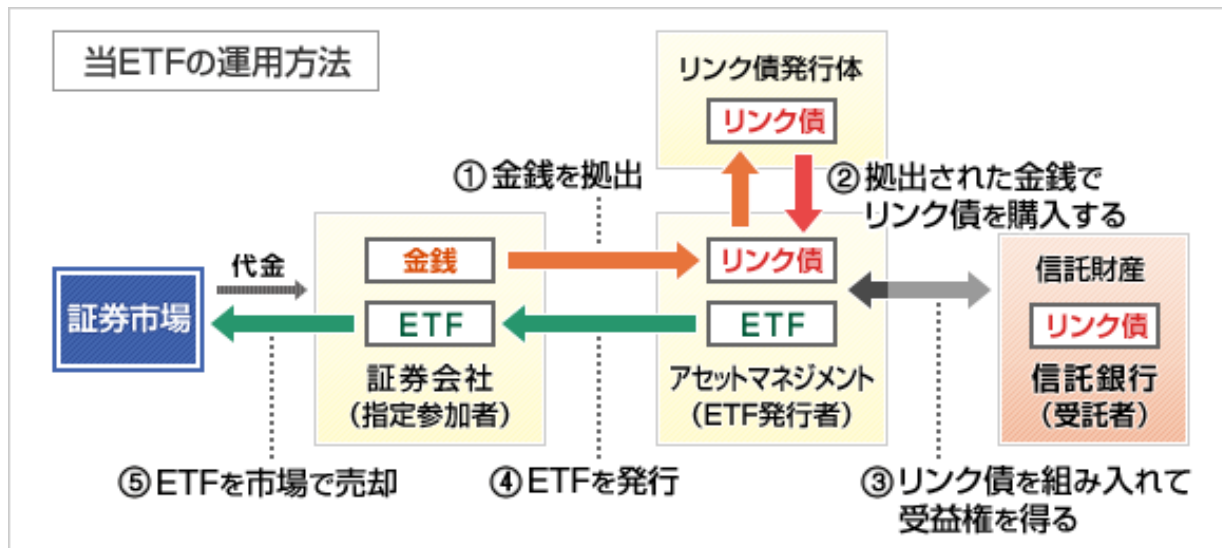 当ETFの運用方法
リンク債発行体
リンク債
①金銭を拠出
②拠出された金銭で
リンク債を購入する
代金
金銭
リンク債
信託財産
証券市場
ETF
ETF
リンク債
証券会社
(指定参加者)
アセットマネジメント
(ETF発行者)
信託銀行
(受託者)
⑤ETFを市場で売却
④ETFを発行
③リンク債を組み入れて
受益権を得る